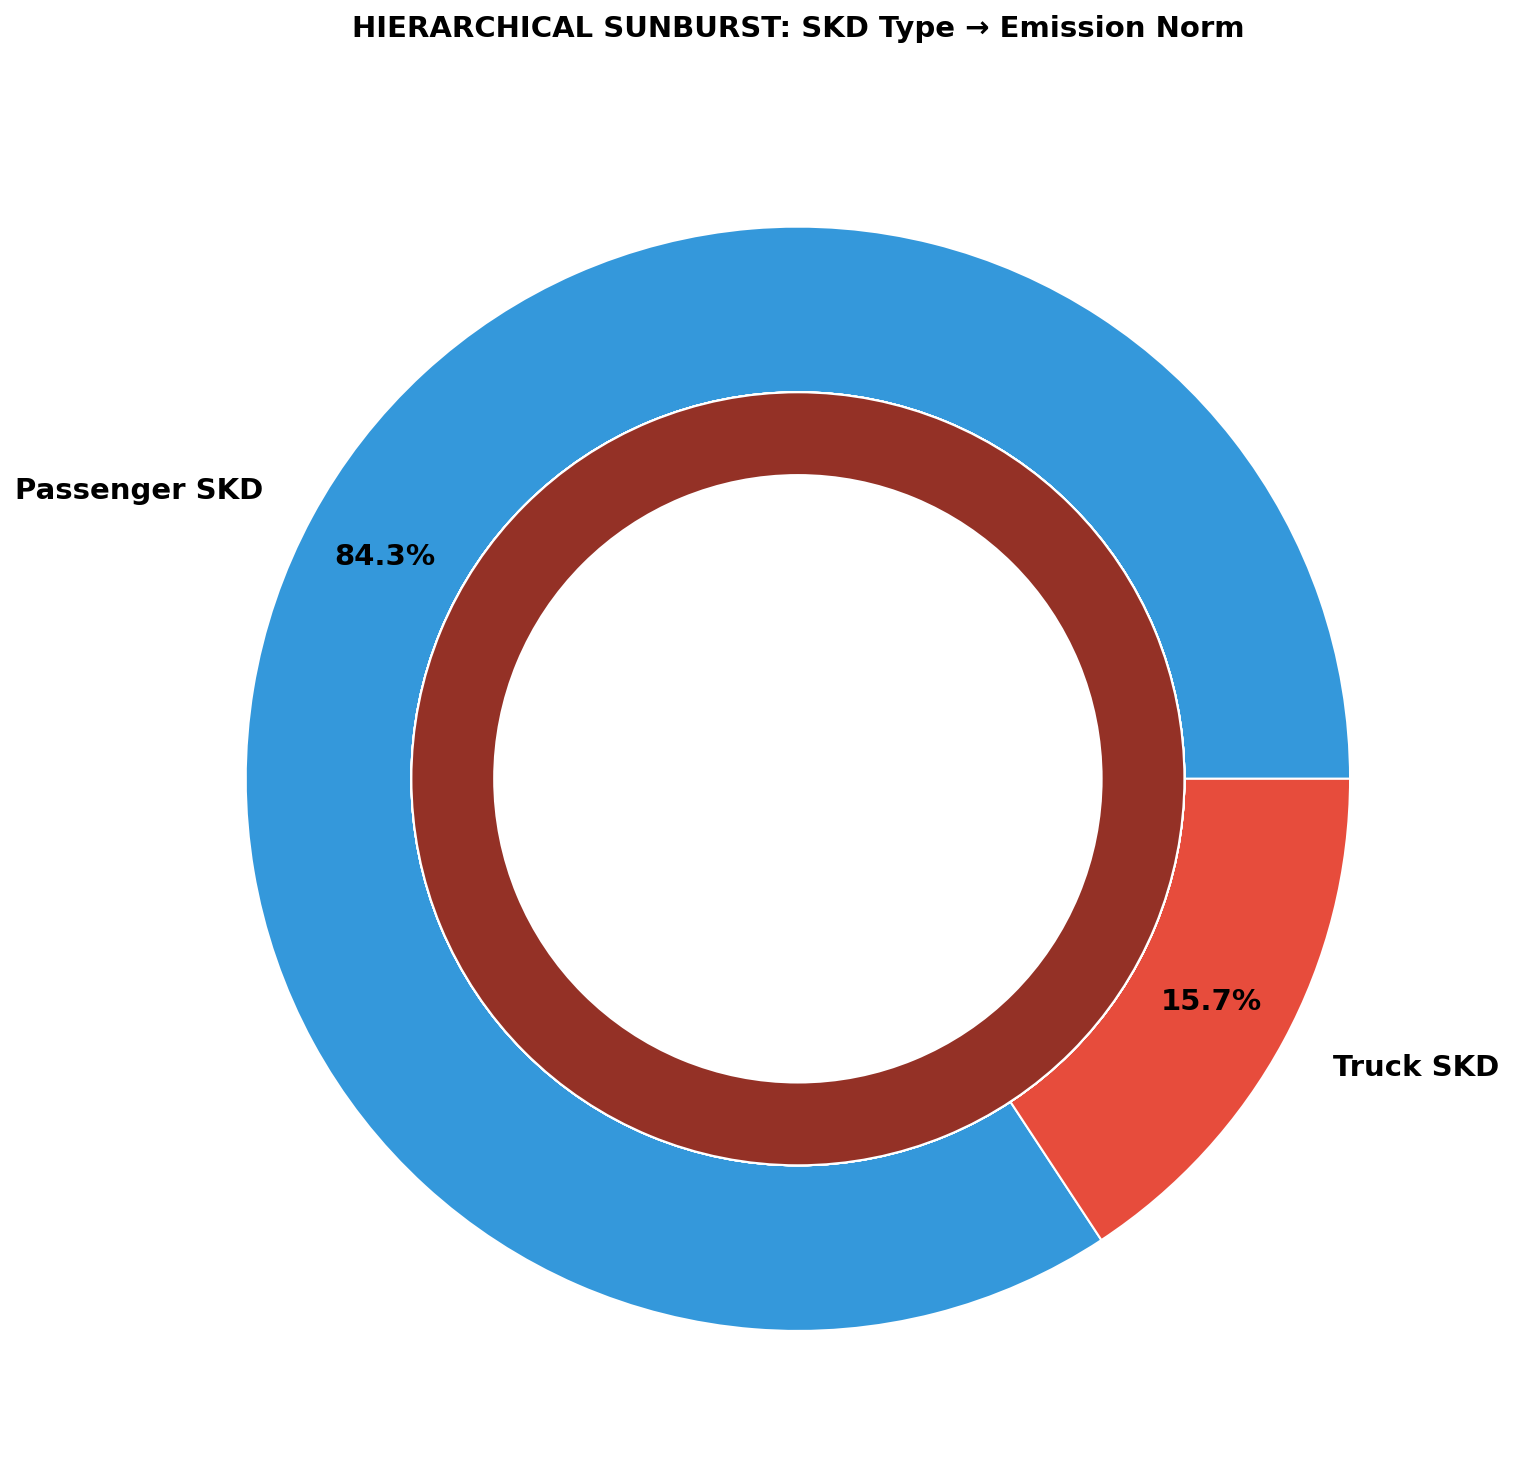 HIERARCHICAL SUNBURST: SKD Type → Emission Norm
Passenger SKD
84.3%
15.7%
Truck SKD